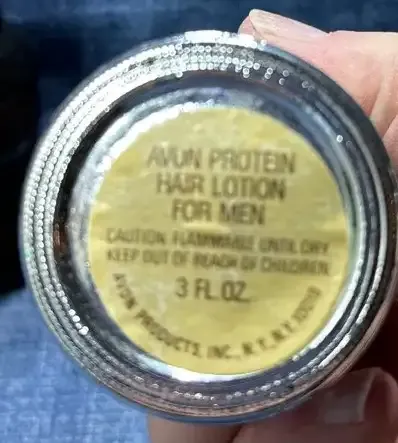 AVON PROTEIN
HAIR LOTION
FOR MEN
CAUTION: FLAMMABLE UNTIL DRY.
KEEP OUT OF REACH OF CHILDREN.
3 FL. OZ.
AVON PRODUCTS, INC., N.Y., N.Y.